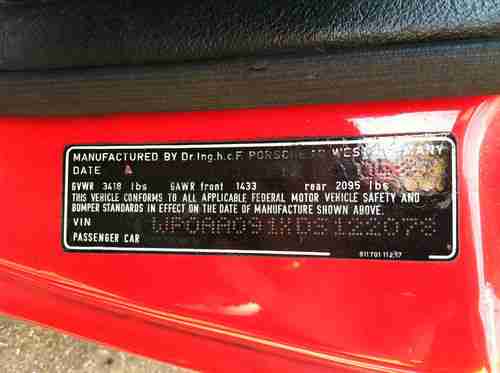 MANUFACTURED BY Dr.Ing.h.c.F. PORSCHE WEST GERMANY
DATE
GVWR 3418 lbs GAWR front 1433 rear 2095 lbs
THIS VEHICLE CONFORMS TO ALL APPLICABLE FEDERAL MOTOR VEHICLE SAFETY AND
BUMPER STANDARDS IN EFFECT ON THE DATE OF MANUFACTURE SHOWN ABOVE.
VIN WP0AA091XDS122078
PASSENGER CAR